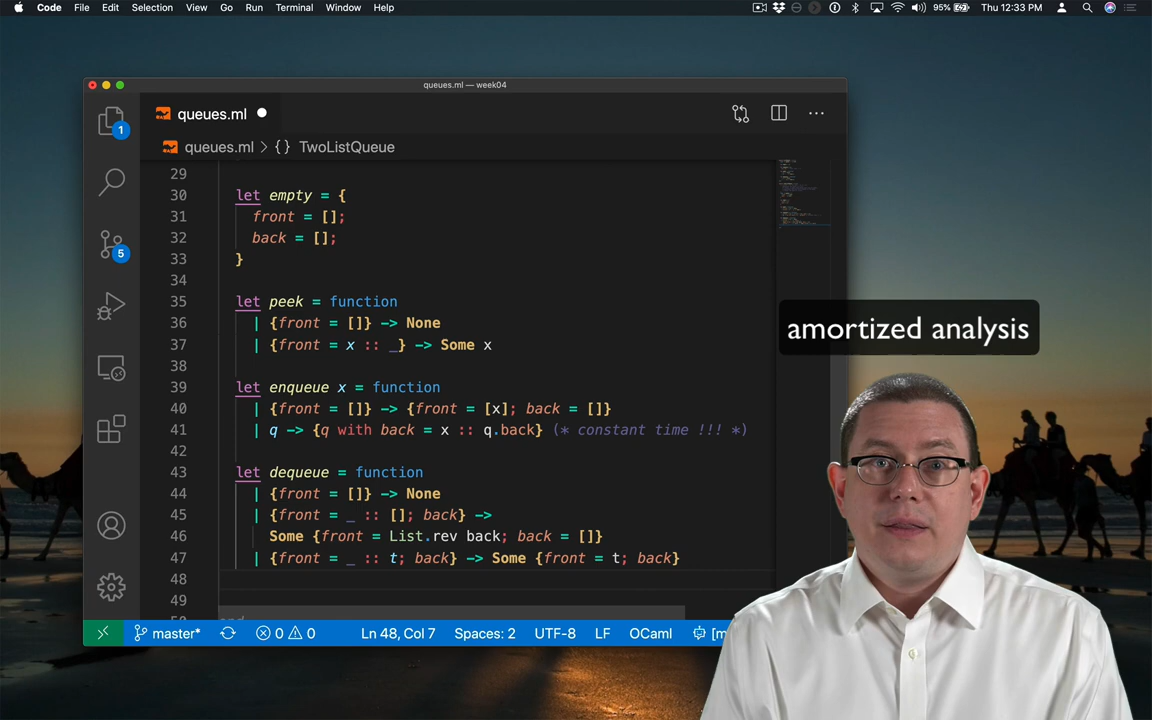 Code File Edit Selection View Go Run Terminal Window Help 95% Thu 12:33 PM
queues.ml — week04
1 queues.ml
queues.ml > {} TwoListQueue
29
30 let empty = {
31 front = [];
32 back = [];
33 }
34
35 let peek = function
36 | {front = []} -> None
37 | {front = x :: _} -> Some x
38
39 let enqueue x = function
40 | {front = []} -> {front = [x]; back = []}
41 | q -> {q with back = x :: q.back} (* constant time !!! *)
42
43 let dequeue = function
44 | {front = []} -> None
45 | {front = _ :: []; back} ->
46 Some {front = List.rev back; back = []}
47 | {front = _ :: t; back} -> Some {front = t; back}
48
49
5
amortized analysis
master* 0 0 Ln 48, Col 7 Spaces: 2 UTF-8 LF OCaml